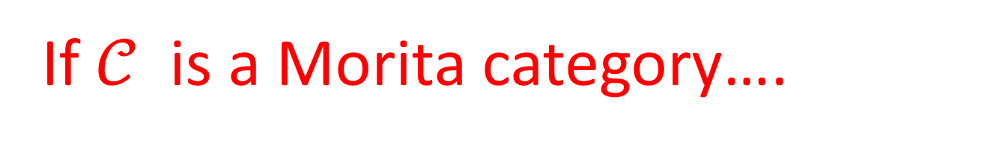 If 𝒞 is a Morita category….